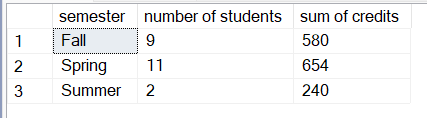 semester number of students sum of credits
1 Fall 9 580
2 Spring 11 654
3 Summer 2 240